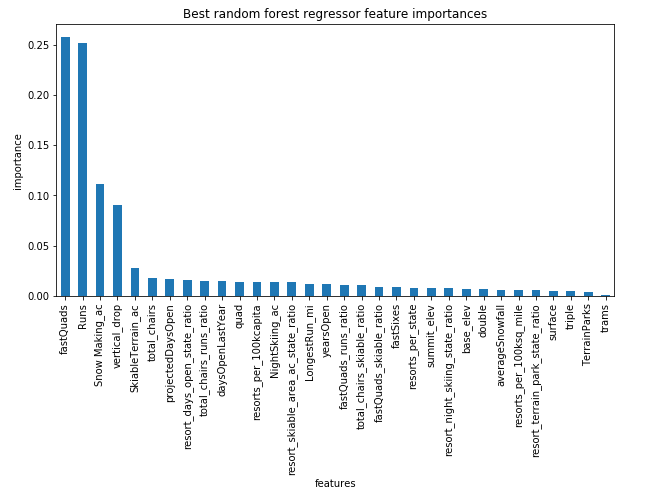 Best random forest regressor feature importances
0.25
0.20
0.15
0.10
0.05
0.00
importance
fastQuads
Runs
Snow Making_ac
vertical_drop
SkiableTerrain_ac
total_chairs
projectedDaysOpen
resort_days_open_state_ratio
total_chairs_runs_ratio
daysOpenLastYear
quad
resorts_per_100kcapita
NightSkiing_ac
resort_skiable_area_ac_state_ratio
LongestRun_mi
yearsOpen
fastQuads_runs_ratio
total_chairs_skiable_ratio
fastQuads_skiable_ratio
fastSixes
resorts_per_state
summit_elev
resort_night_skiing_state_ratio
base_elev
double
averageSnowfall
resorts_per_100ksq_mile
resort_terrain_park_state_ratio
surface
triple
TerrainParks
trams
features